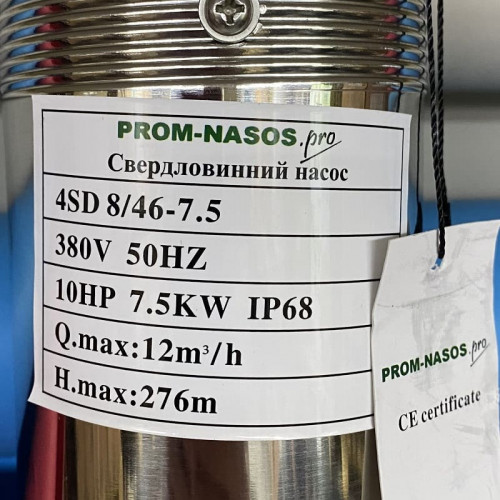 PROM-NASOS.pro
Свердловинний насос
4SD 8/46-7.5
380V 50HZ
10HP 7.5KW IP68
Q.max:12m³/h
H.max:276m
PROM-NASOS.pro
CE certificate